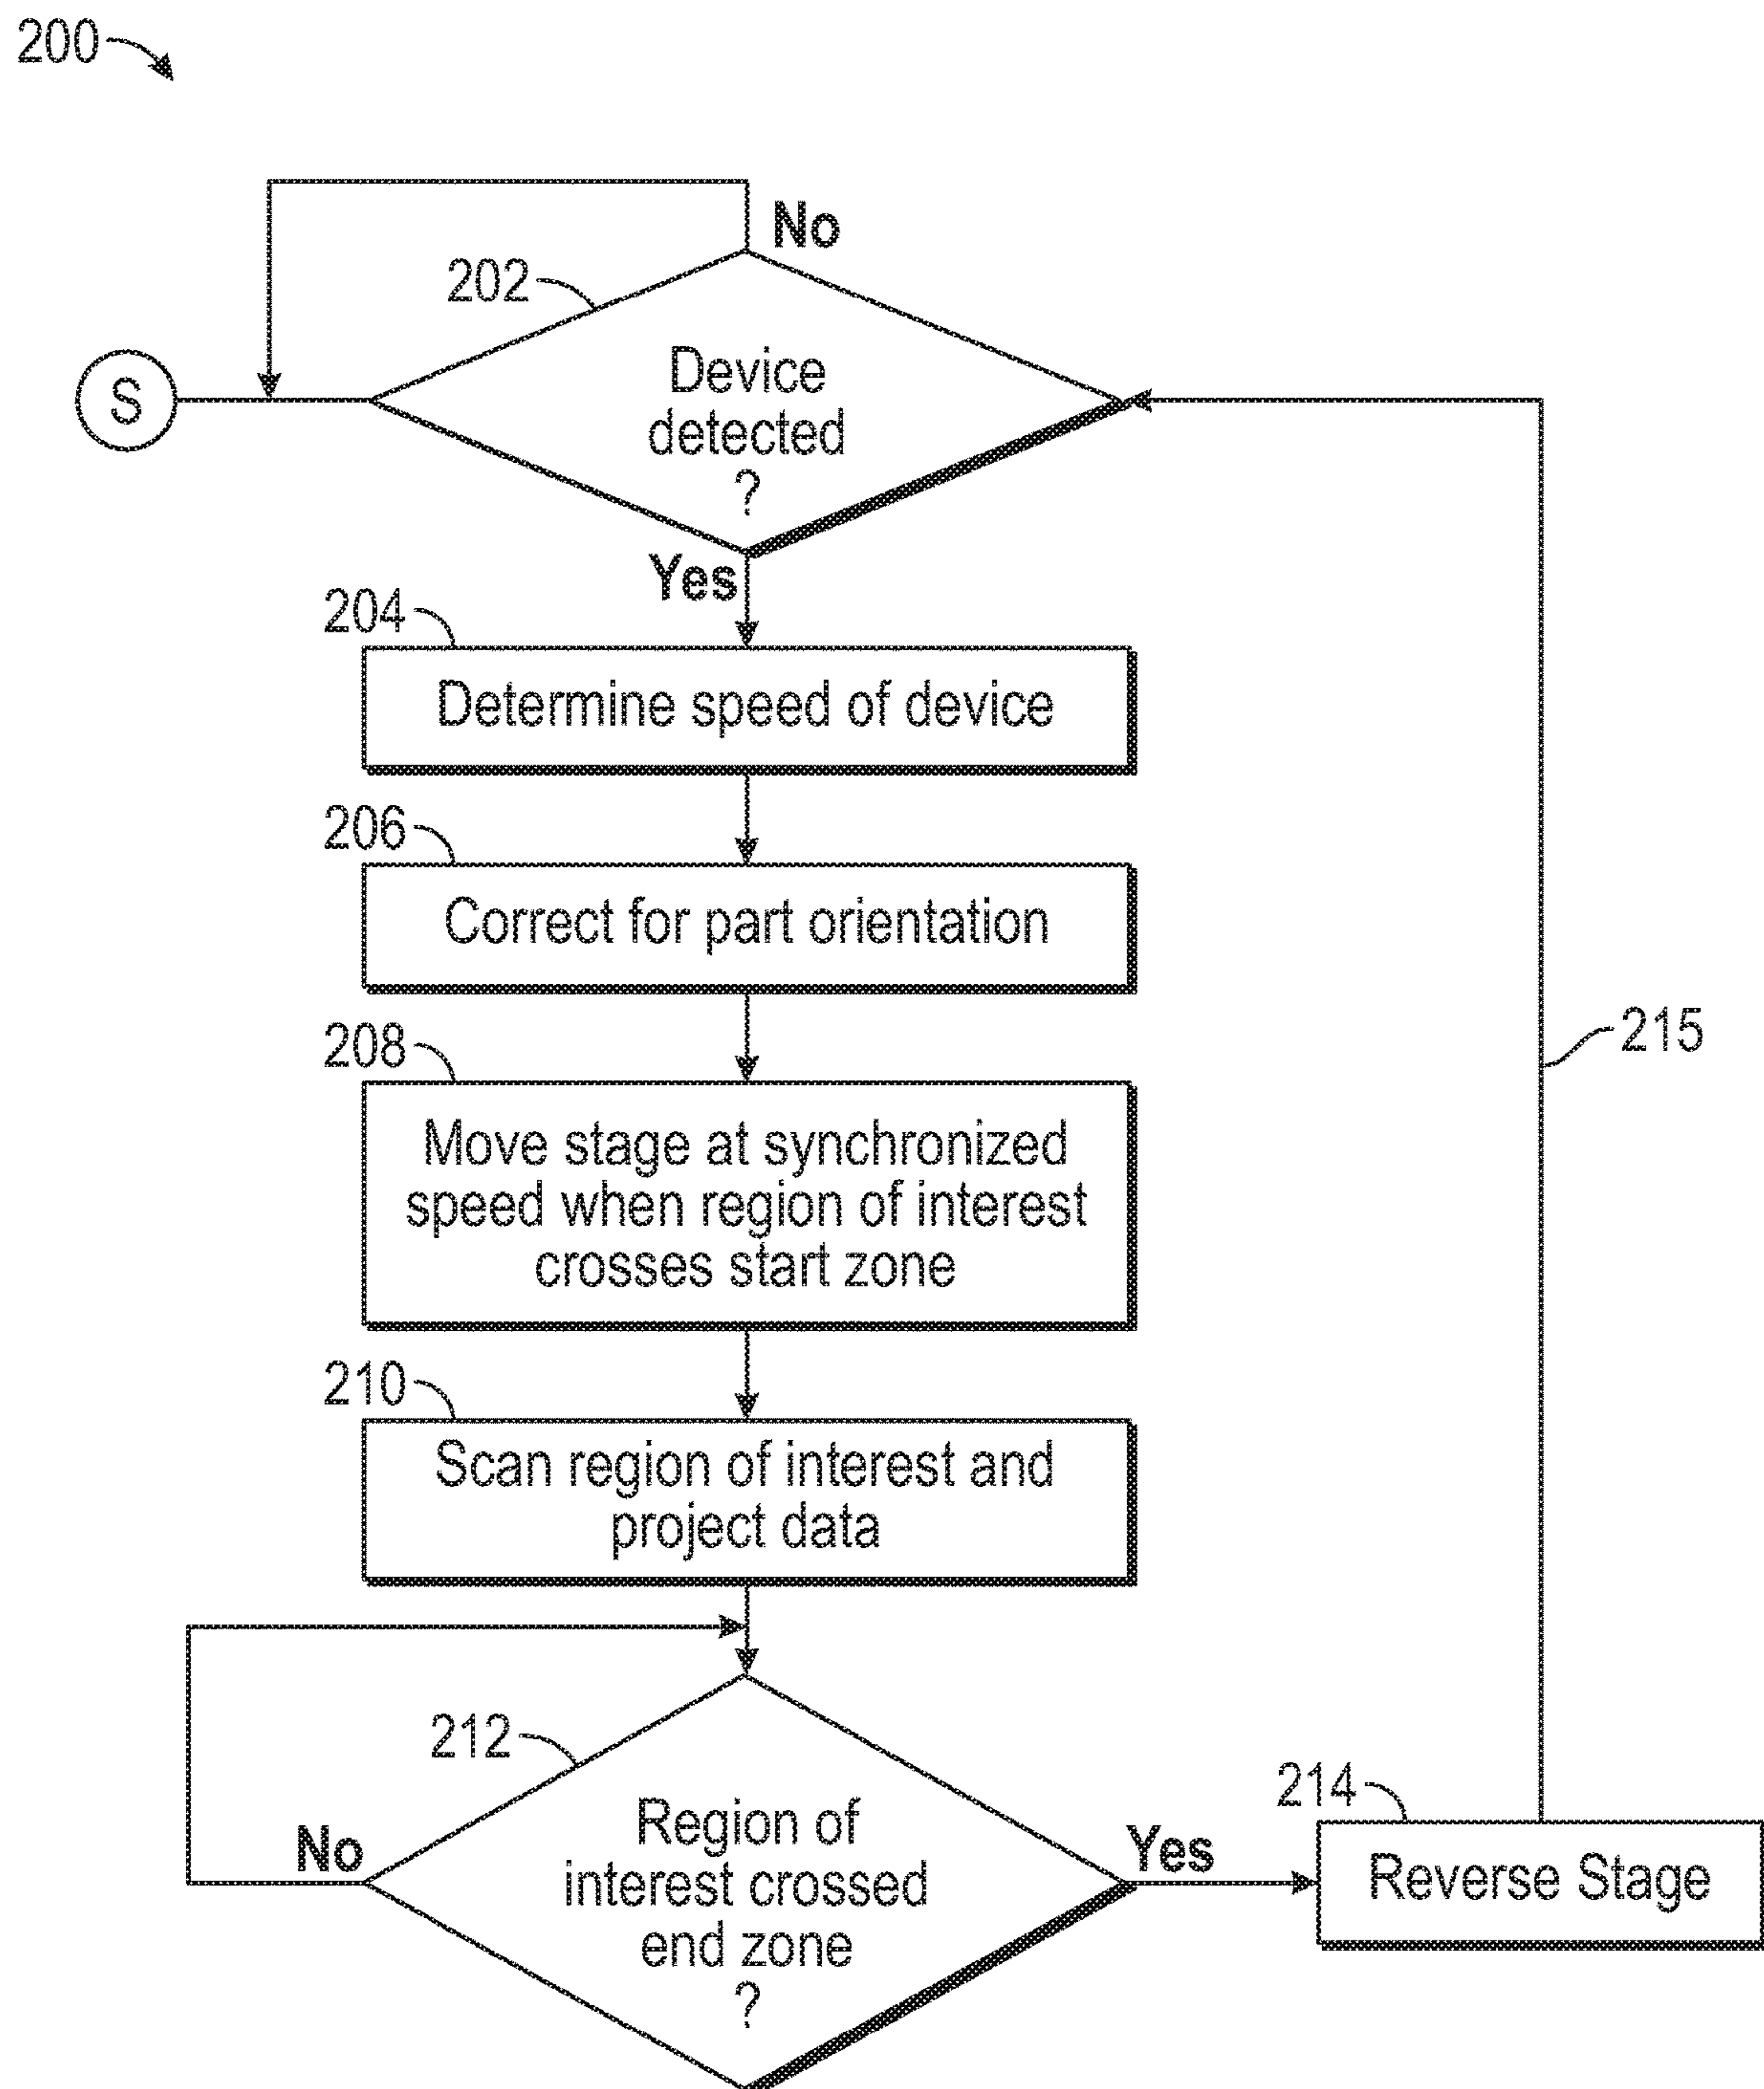 200
No
202
S
Device
detected
?
Yes
204
Determine speed of device
206
Correct for part orientation
208
215
Move stage at synchronized
speed when region of interest
crosses start zone
210
Scan region of interest and
project data
212
214
Region of
interest crossed
end zone
?
No
Yes
Reverse Stage